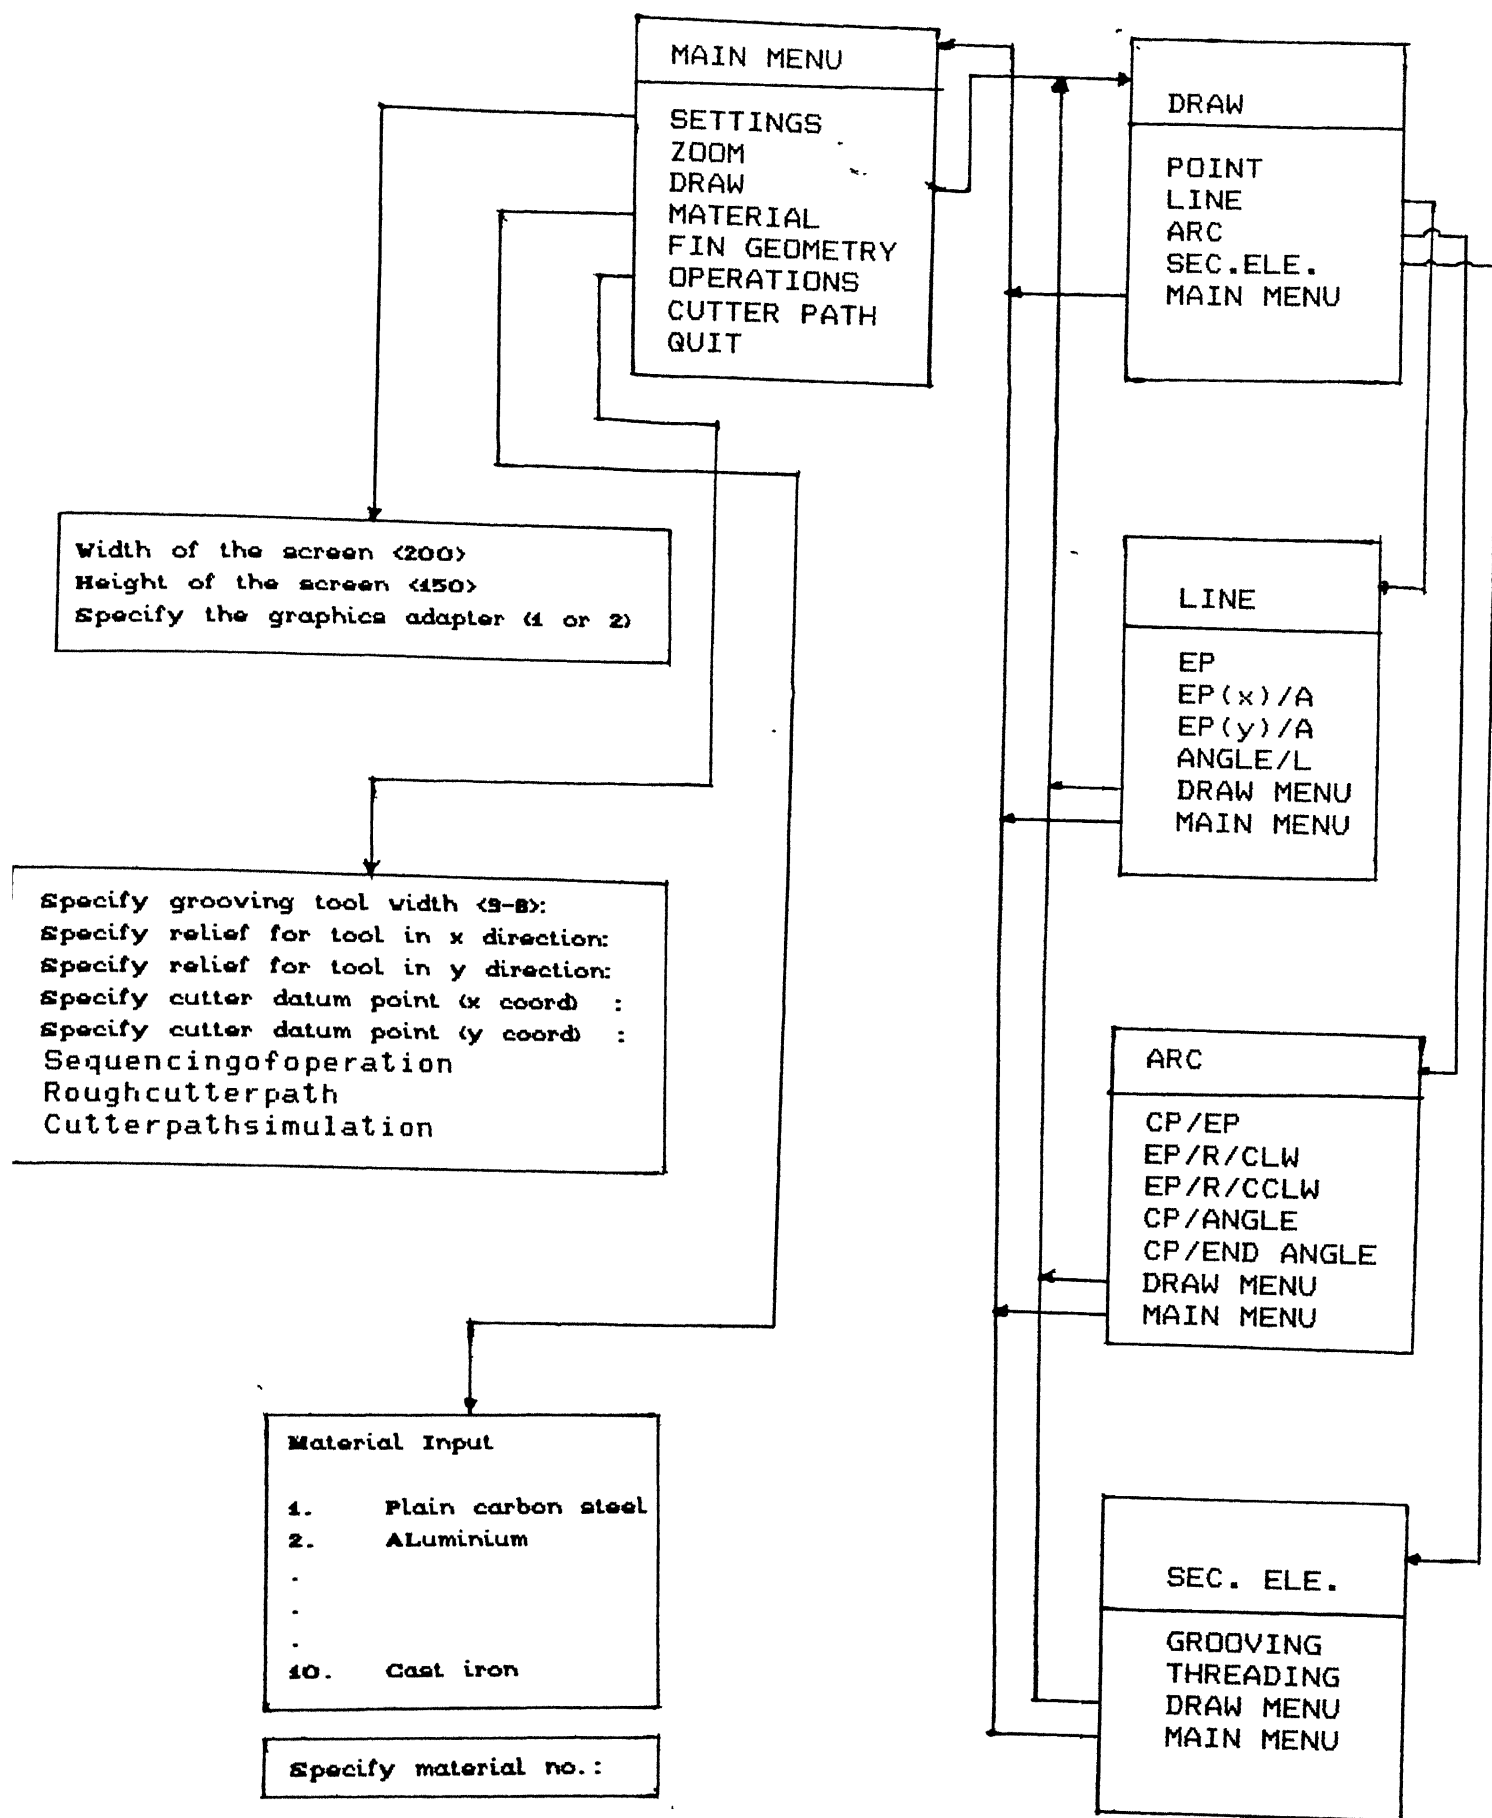 MAIN MENU
SETTINGS
ZOOM
DRAW
MATERIAL
FIN GEOMETRY
OPERATIONS
CUTTER PATH
QUIT
DRAW
POINT
LINE
ARC
SEC.ELE.
MAIN MENU
Width of the screen <200>
Height of the screen <150>
Specify the graphics adapter (1 or 2)
LINE
EP
EP(x)/A
EP(y)/A
ANGLE/L
DRAW MENU
MAIN MENU
Specify grooving tool width :
Specify relief for tool in x direction:
Specify relief for tool in y direction:
Specify cutter datum point (x coord) :
Specify cutter datum point (y coord) :
Sequencingofoperation
Roughcutterpath
Cutterpathsimulation
ARC
CP/EP
EP/R/CLW
EP/R/CCLW
CP/ANGLE
CP/END ANGLE
DRAW MENU
MAIN MENU
Material Input
1. Plain carbon steel
2. ALuminium
.
.
.
10. Cast iron
Specify material no.:
SEC. ELE.
GROOVING
THREADING
DRAW MENU
MAIN MENU